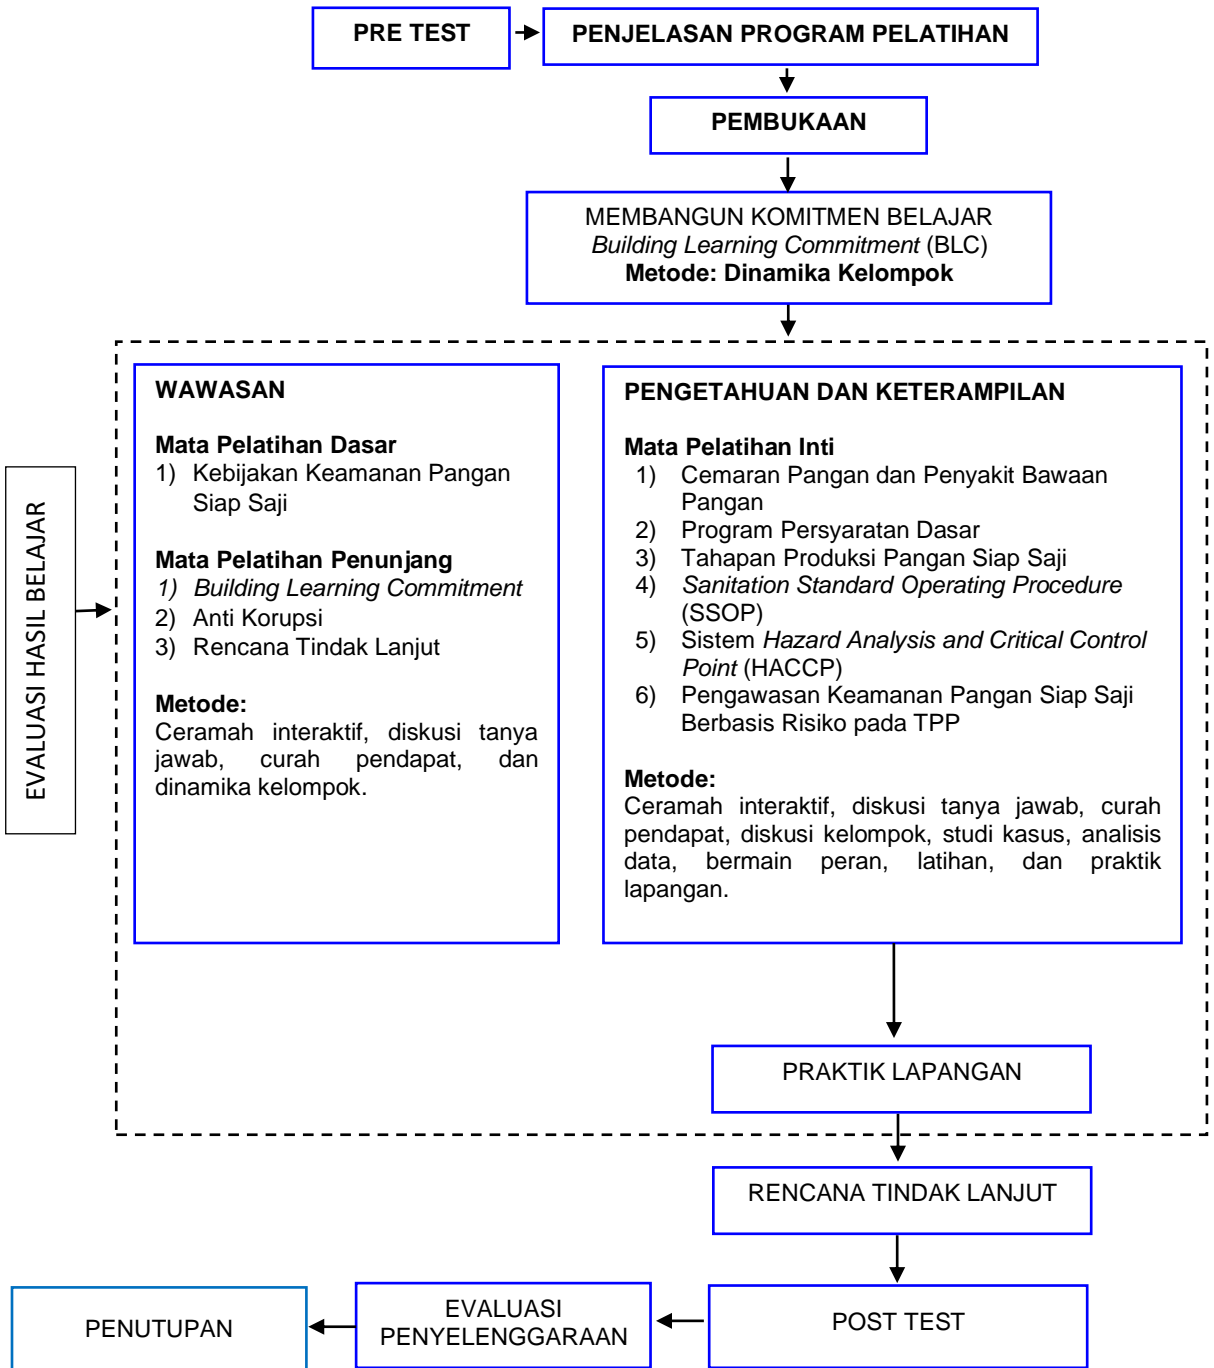 PRE TEST
PENJELASAN PROGRAM PELATIHAN
PEMBUKAAN
MEMBANGUN KOMITMEN BELAJAR
Building Learning Commitment (BLC)
Metode: Dinamika Kelompok
EVALUASI HASIL BELAJAR
WAWASAN
Mata Pelatihan Dasar
1) Kebijakan Keamanan Pangan
Siap Saji
Mata Pelatihan Penunjang
1) Building Learning Commitment
2) Anti Korupsi
3) Rencana Tindak Lanjut
Metode:
Ceramah interaktif, diskusi tanya
jawab, curah pendapat, dan
dinamika kelompok.
PENGETAHUAN DAN KETERAMPILAN
Mata Pelatihan Inti
1) Cemaran Pangan dan Penyakit Bawaan
Pangan
2) Program Persyaratan Dasar
3) Tahapan Produksi Pangan Siap Saji
4) Sanitation Standard Operating Procedure
(SSOP)
5) Sistem Hazard Analysis and Critical Control
Point (HACCP)
6) Pengawasan Keamanan Pangan Siap Saji
Berbasis Risiko pada TPP
Metode:
Ceramah interaktif, diskusi tanya jawab, curah
pendapat, diskusi kelompok, studi kasus, analisis
data, bermain peran, latihan, dan praktik
lapangan.
PRAKTIK LAPANGAN
RENCANA TINDAK LANJUT
POST TEST
EVALUASI
PENYELENGGARAAN
PENUTUPAN